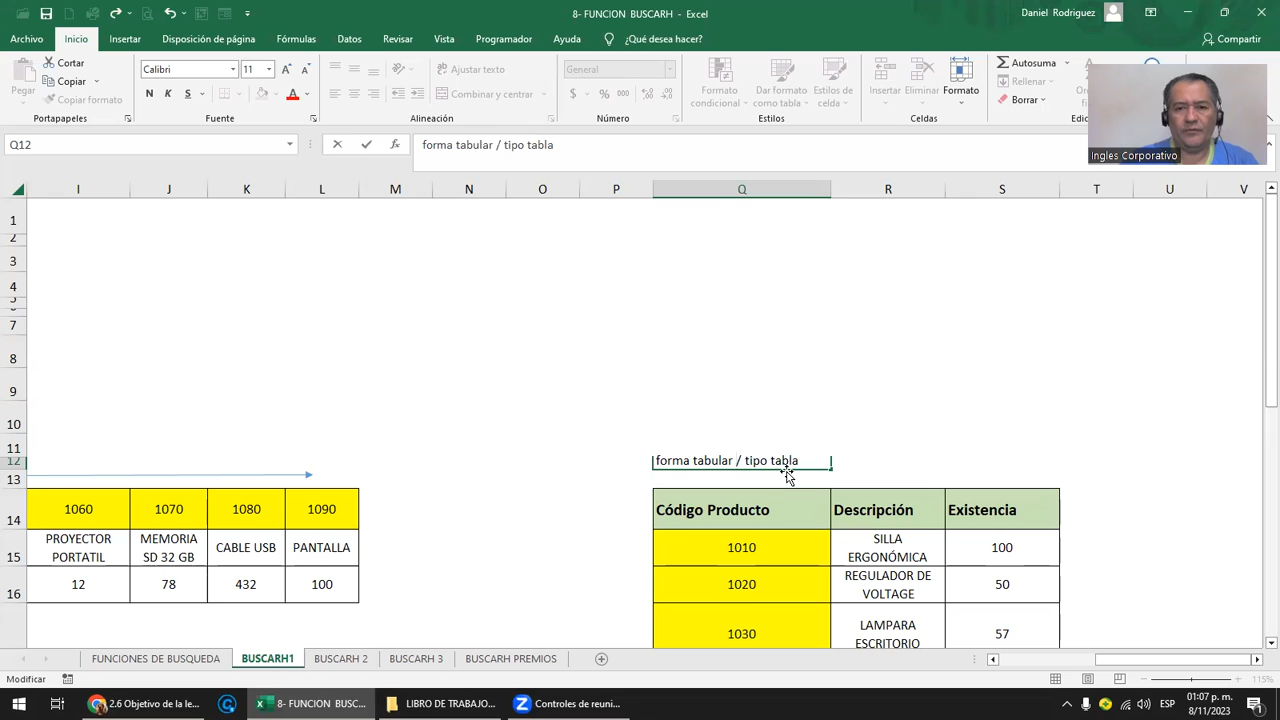 8- FUNCION BUSCARH - Excel
Daniel Rodriguez
Archivo Inicio Insertar Disposición de página Fórmulas Datos Revisar Vista Programador Ayuda ¿Qué desea hacer? Compartir
Pegar
Cortar
Copiar
Copiar formato
Portapapeles
Calibri 11
N K S
Fuente
Ajustar texto
Combinar y centrar
Alineación
General
$ % 000
Número
Formato condicional
Dar formato como tabla
Estilos de celda
Estilos
Insertar Eliminar Formato
Celdas
Autosuma
Rellenar
Borrar
Ingles Corporativo
Q12 fx forma tabular / tipo tabla
I J K L M N O P Q R S T U V
1
2
3
4
5
7
8
9
10
11
12 forma tabular / tipo tabla
13
14 1060 1070 1080 1090 Código Producto Descripción Existencia
15 PROYECTOR PORTATIL MEMORIA SD 32 GB CABLE USB PANTALLA 1010 SILLA ERGONÓMICA 100
16 12 78 432 100 1020 REGULADOR DE VOLTAGE 50
1030 LAMPARA ESCRITORIO 57
FUNCIONES DE BUSQUEDA BUSCARH1 BUSCARH 2 BUSCARH 3 BUSCARH PREMIOS
Modificar 115%
2.6 Objetivo de la le... 8- FUNCION BUSC... LIBRO DE TRABAJO... Controles de reuni... ESP 01:07 p. m.
8/11/2023